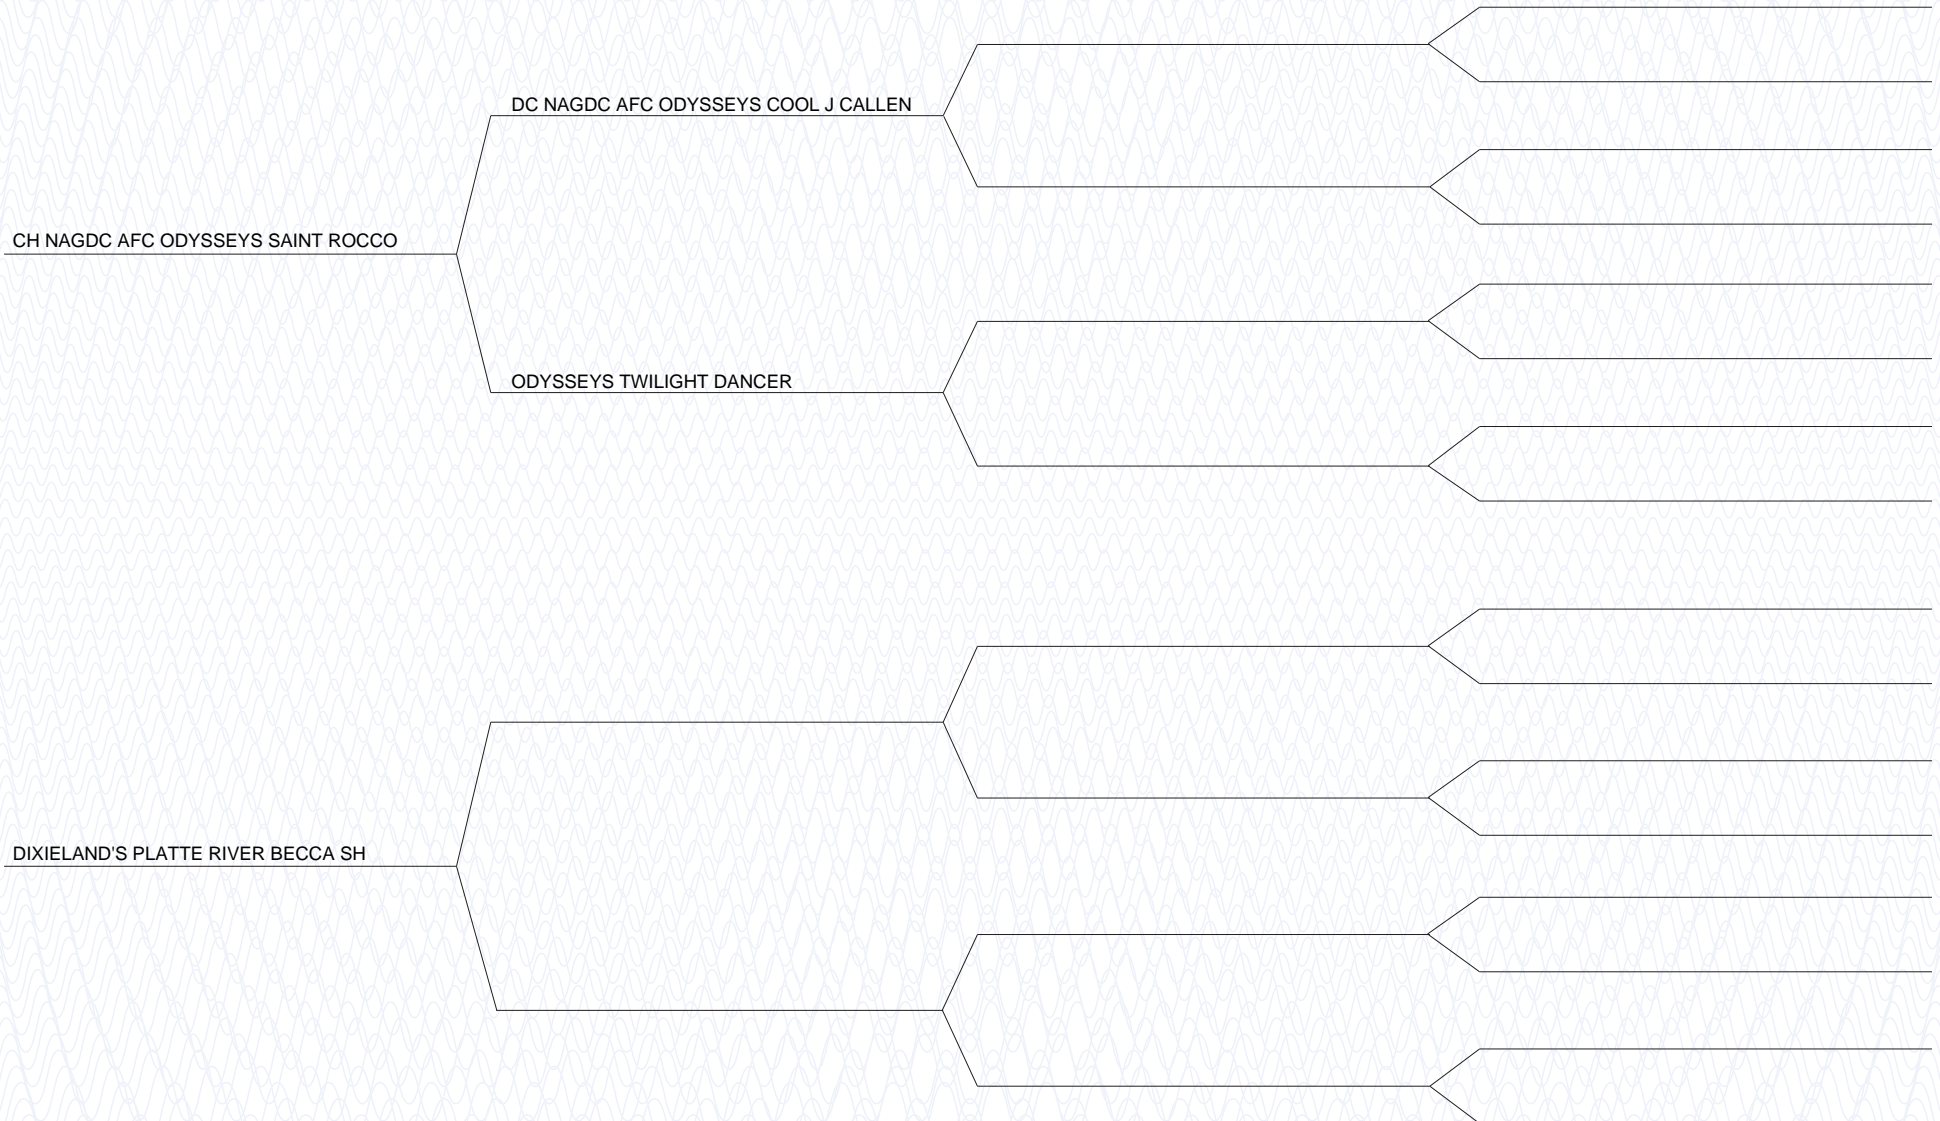 DC NAGDC AFC ODYSSEYS COOL J CALLEN
CH NAGDC AFC ODYSSEYS SAINT ROCCO
ODYSSEYS TWILIGHT DANCER
DIXIELAND'S PLATTE RIVER BECCA SH